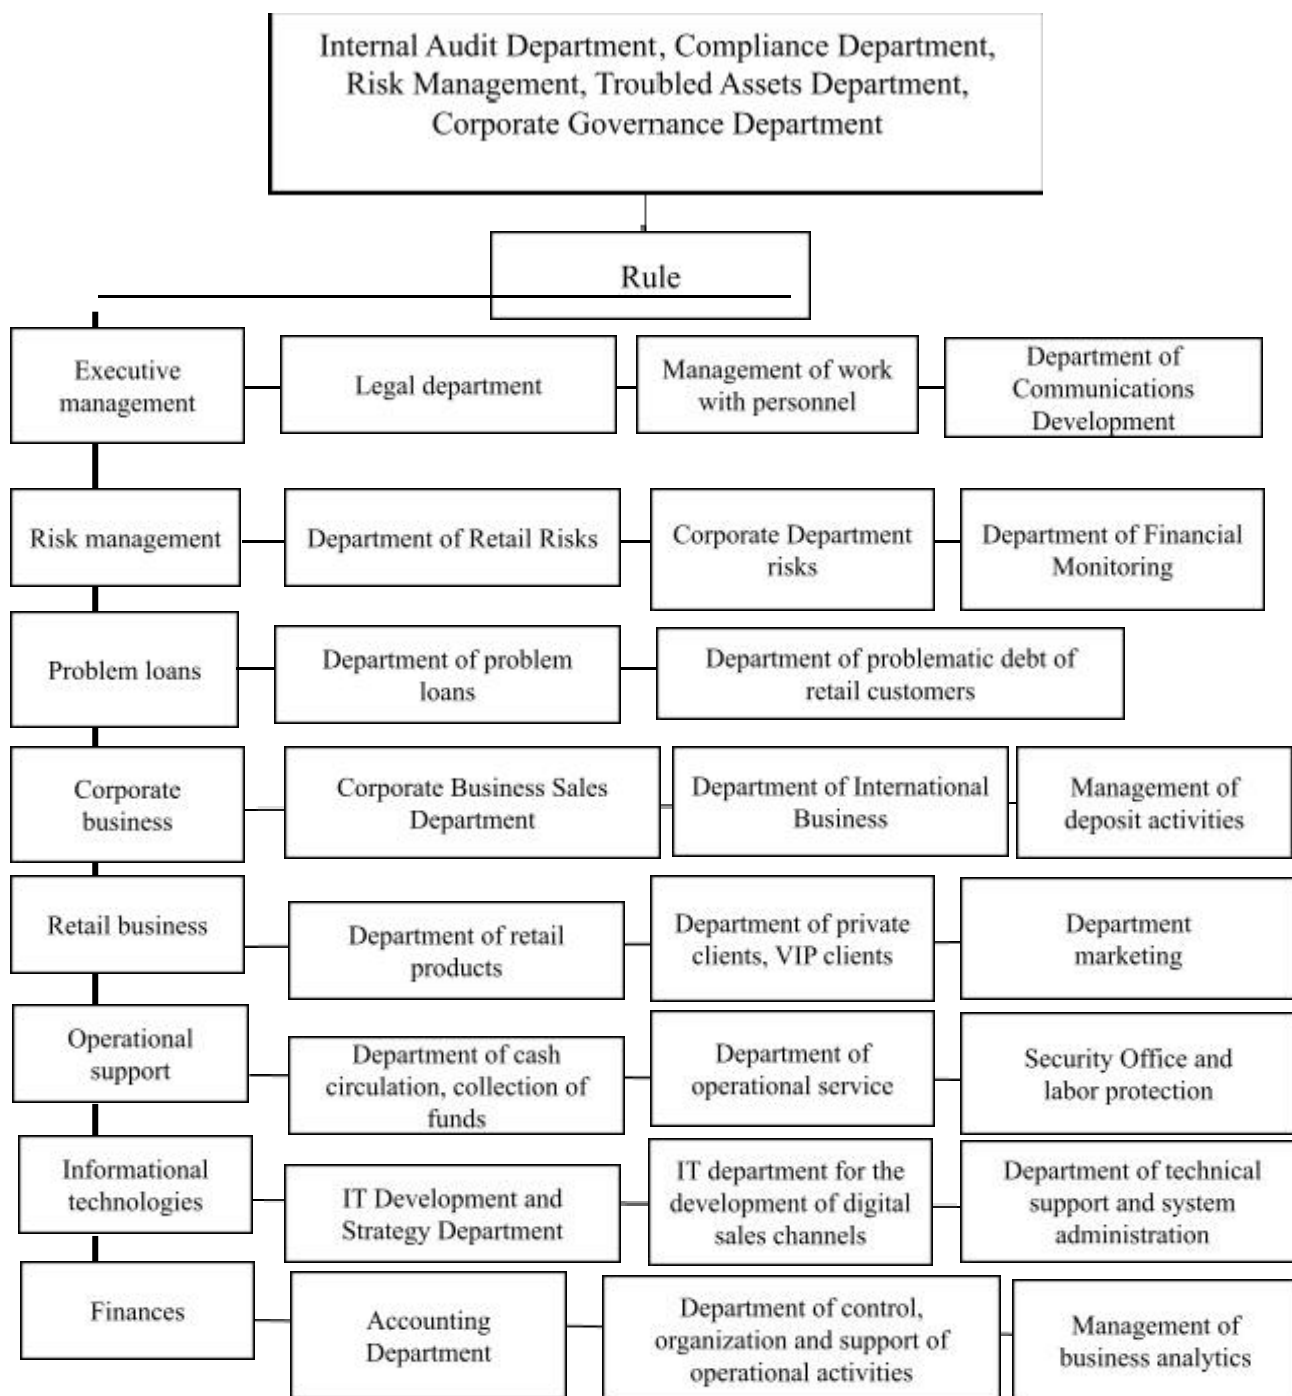 Internal Audit Department, Compliance Department,
Risk Management, Troubled Assets Department,
Corporate Governance Department
Rule
Executive
management
Legal department
Management of work
with personnel
Department of
Communications
Development
Risk management
Department of Retail Risks
Corporate Department
risks
Department of Financial
Monitoring
Problem loans
Department of problem
loans
Department of problematic debt of
retail customers
Corporate
business
Corporate Business Sales
Department
Department of International
Business
Management of
deposit activities
Retail business
Department of retail
products
Department of private
clients, VIP clients
Department
marketing
Operational
support
Department of cash
circulation, collection of
funds
Department of
operational service
Security Office and
labor protection
Informational
technologies
IT Development and
Strategy Department
IT department for the
development of digital
sales channels
Department of technical
support and system
administration
Finances
Accounting
Department
Department of control,
organization and support of
operational activities
Management of
business analytics